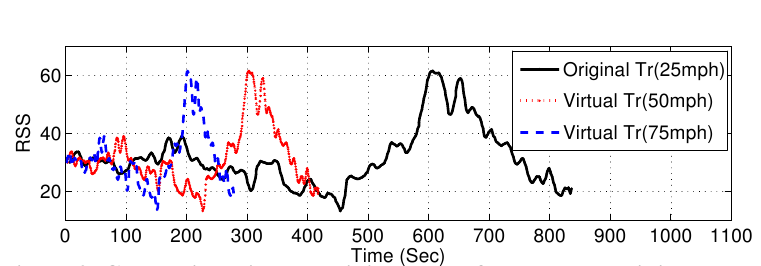 60
40
20
RSS
Original Tr(25mph)
Virtual Tr(50mph)
Virtual Tr(75mph)
0 100 200 300 400 500 600 700 800 900 1000 1100
Time (Sec)